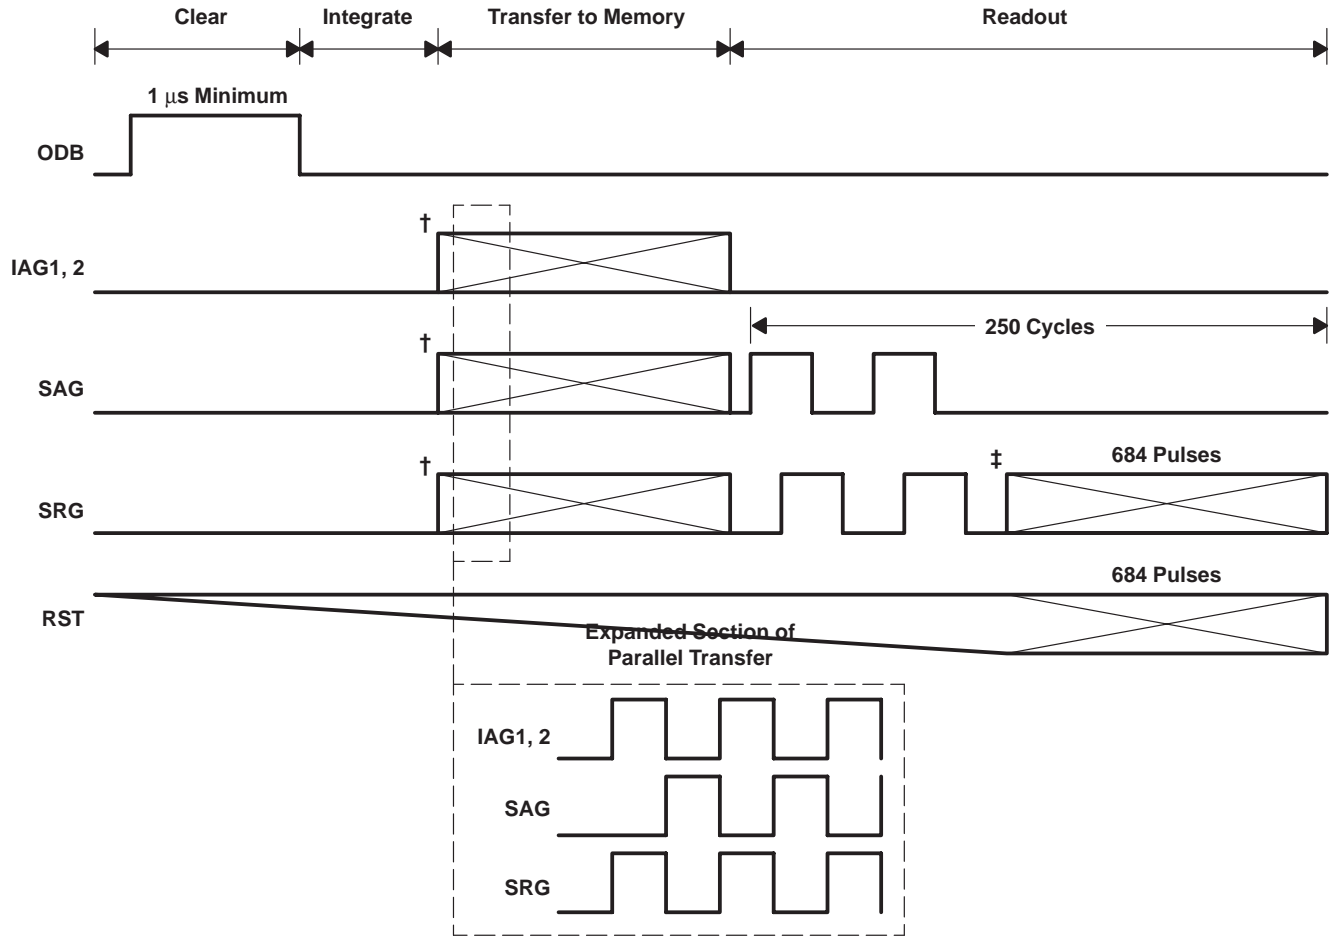 Clear Integrate Transfer to Memory Readout
1 μs Minimum
ODB
†
IAG1, 2
250 Cycles
†
SAG
† ‡ 684 Pulses
SRG
684 Pulses
RST
Expanded Section of
Parallel Transfer
IAG1, 2
SAG
SRG